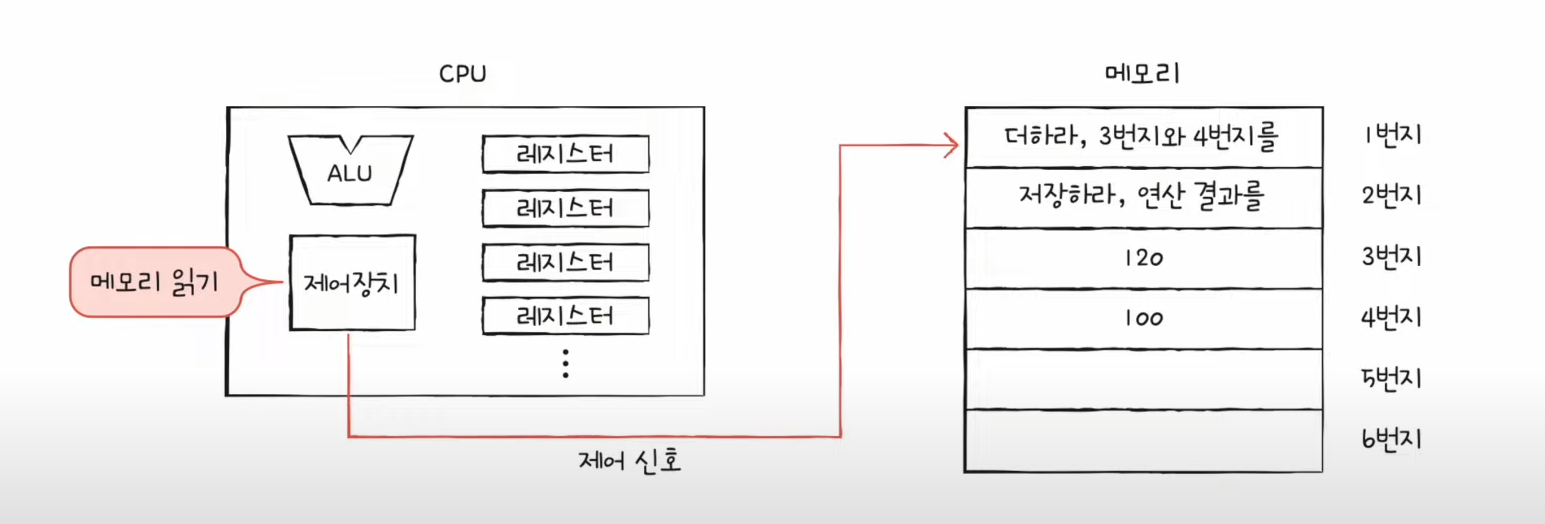 CPU
ALU
제어장치
메모리 읽기
레지스터
레지스터
레지스터
레지스터
제어 신호
메모리
더하라, 3번지와 4번지를 1번지
저장하라, 연산 결과를 2번지
120 3번지
100 4번지
5번지
6번지